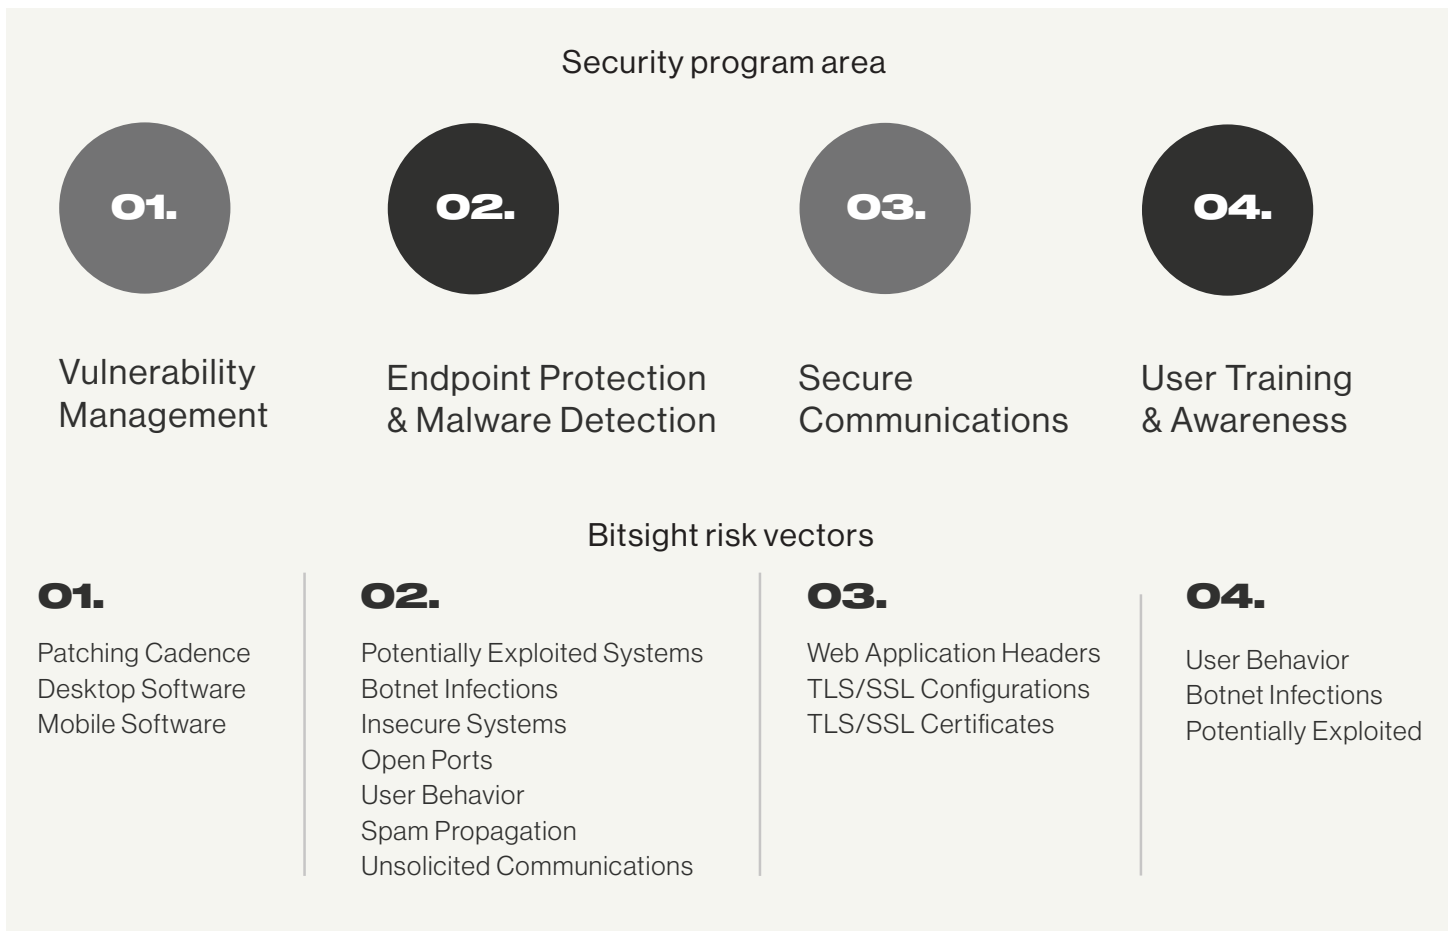 Security program area
01.
02.
03.
04.
Vulnerability
Management
Endpoint Protection
& Malware Detection
Secure
Communications
User Training
& Awareness
Bitsight risk vectors
01.
Patching Cadence
Desktop Software
Mobile Software
02.
Potentially Exploited Systems
Botnet Infections
Insecure Systems
Open Ports
User Behavior
Spam Propagation
Unsolicited Communications
03.
Web Application Headers
TLS/SSL Configurations
TLS/SSL Certificates
04.
User Behavior
Botnet Infections
Potentially Exploited